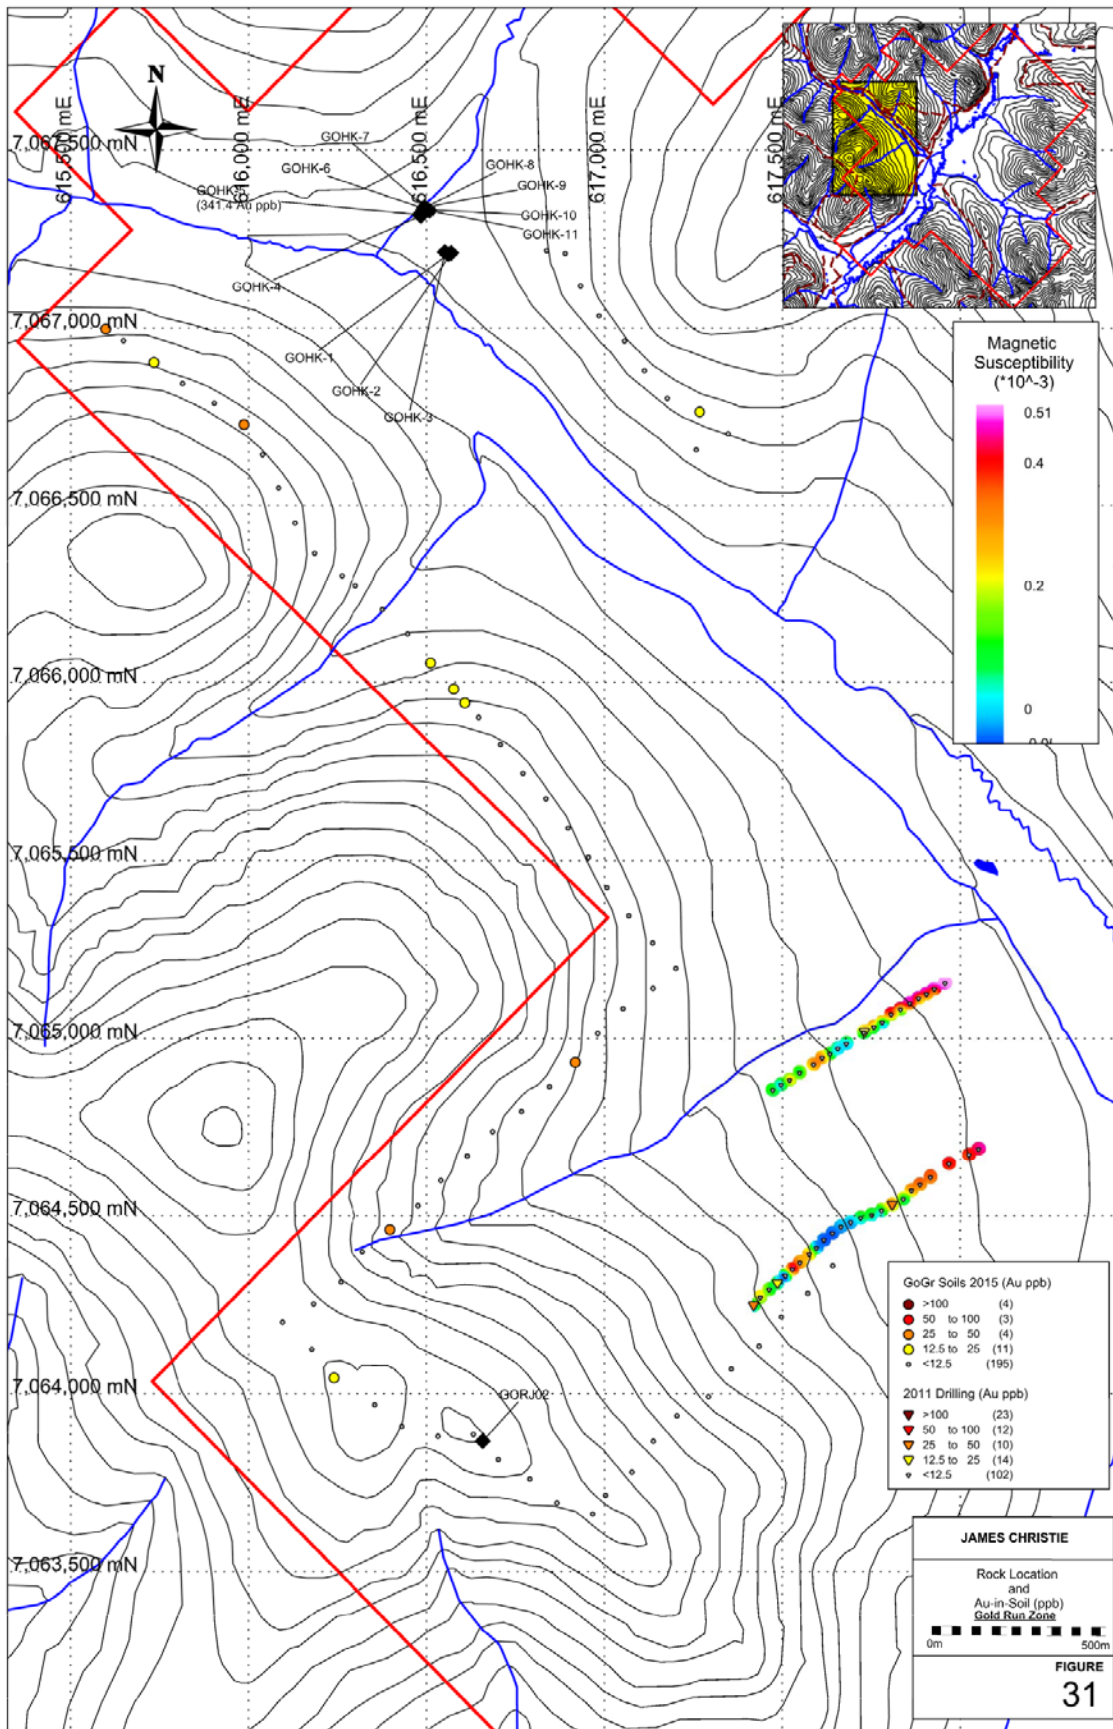 N
615,500 mE
616,000 mE
616,500 mE
617,000 mE
617,500 mE
7,067,500 mN
GOHK-7
GOHK-6
GOHK-8
GOHK-9
(341.4 Au ppb)
GOHK-10
GOHK-11
GOHK-4
7,067,000 mN
GOHK-1
GOHK-2
GOHK-3
Magnetic
Susceptibility
(*10^-3)
0.51
0.4
0.2
0
7,066,500 mN
7,066,000 mN
7,065,500 mN
7,065,000 mN
7,064,500 mN
7,064,000 mN
GORJ02
7,063,500 mN
GoGr Soils 2015 (Au ppb)
>100 (4)
50 to 100 (3)
25 to 50 (4)
12.5 to 25 (11)
<12.5 (195)
2011 Drilling (Au ppb)
>100 (23)
50 to 100 (12)
25 to 50 (10)
12.5 to 25 (14)
<12.5 (102)
JAMES CHRISTIE
Rock Location
and
Au-in-Soil (ppb)
Gold Run Zone
0m 500m
FIGURE
31